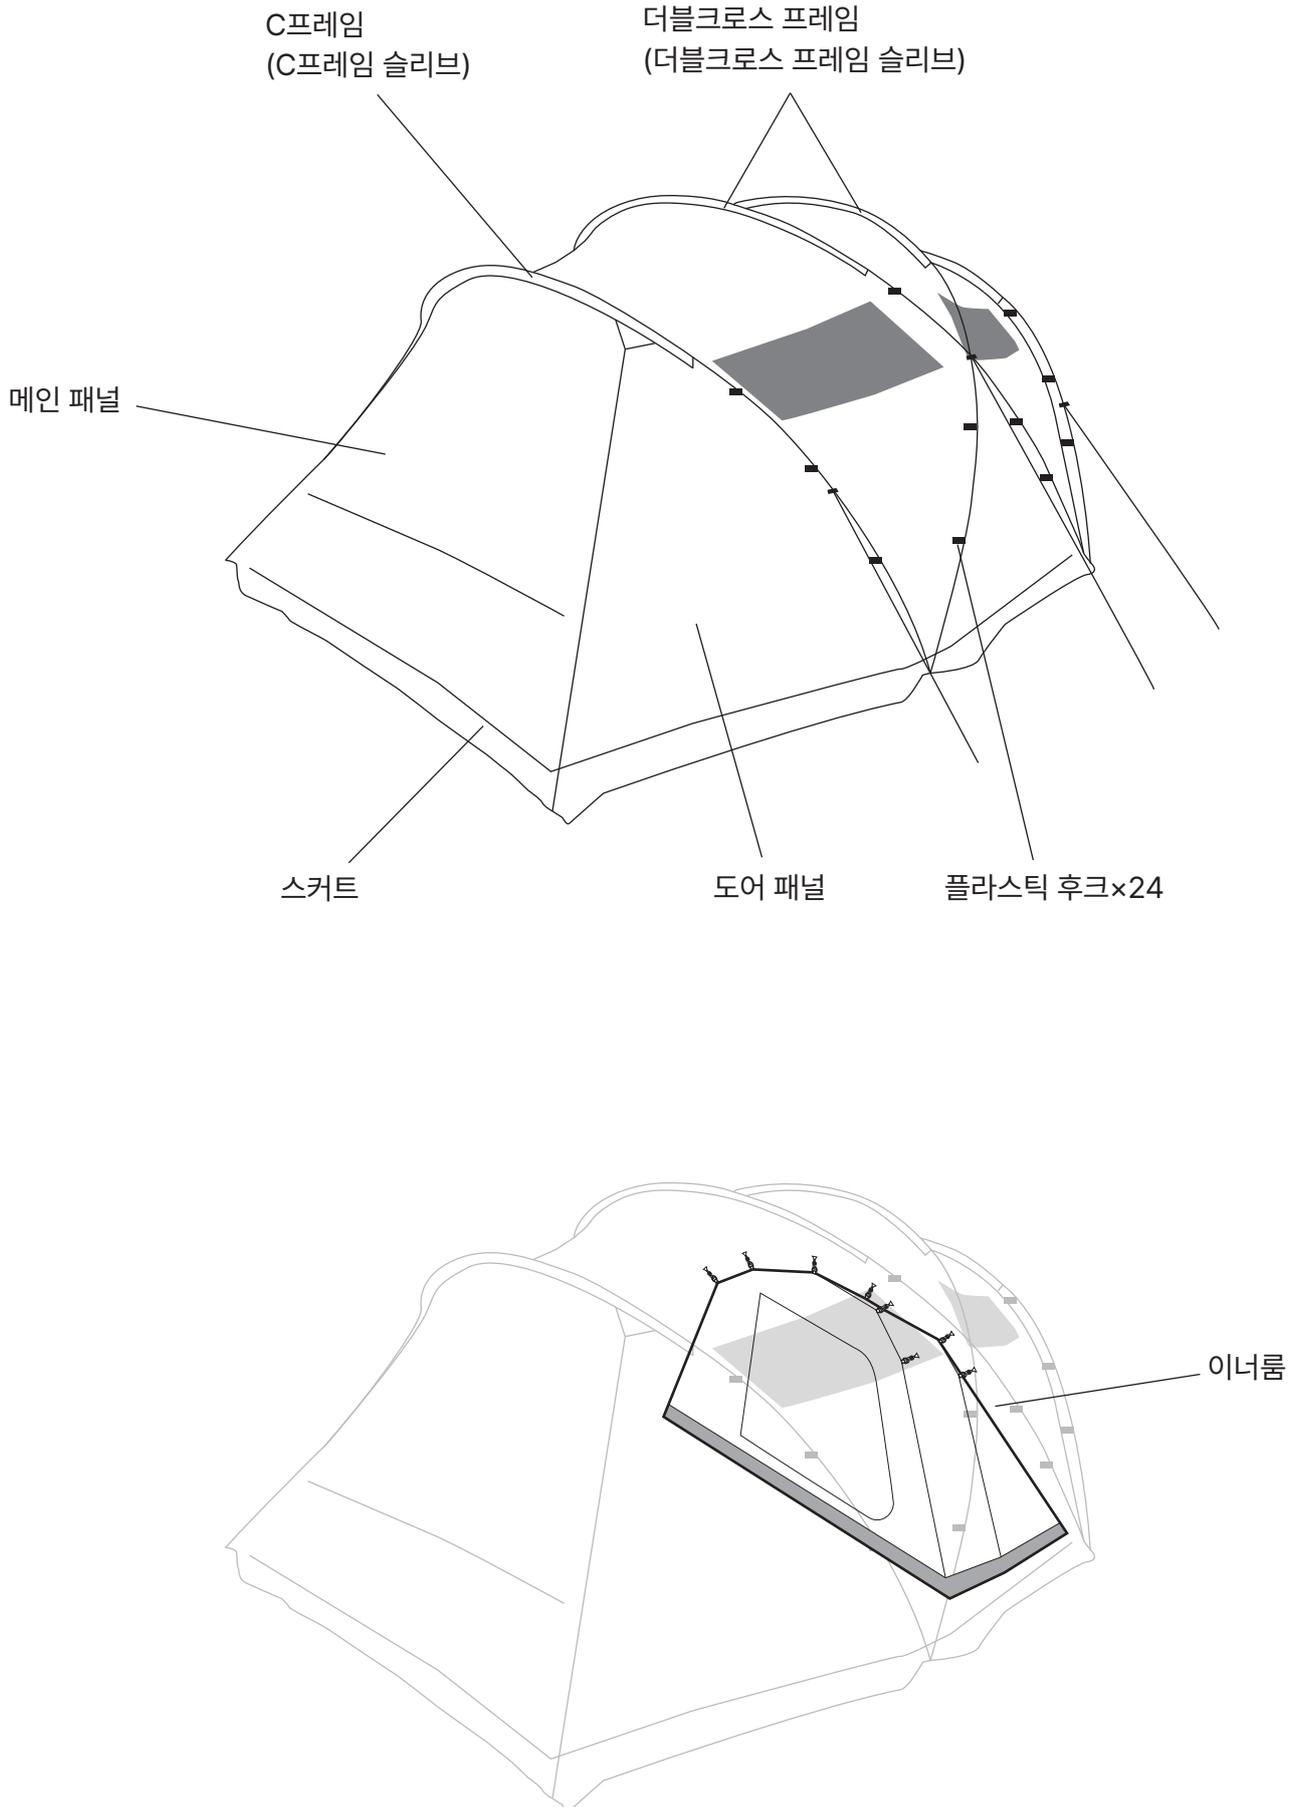 C프레임
(C프레임 슬리브)
더블크로스 프레임
(더블크로스 프레임 슬리브)
메인 패널
스커트
도어 패널
플라스틱 후크×24
이너룸